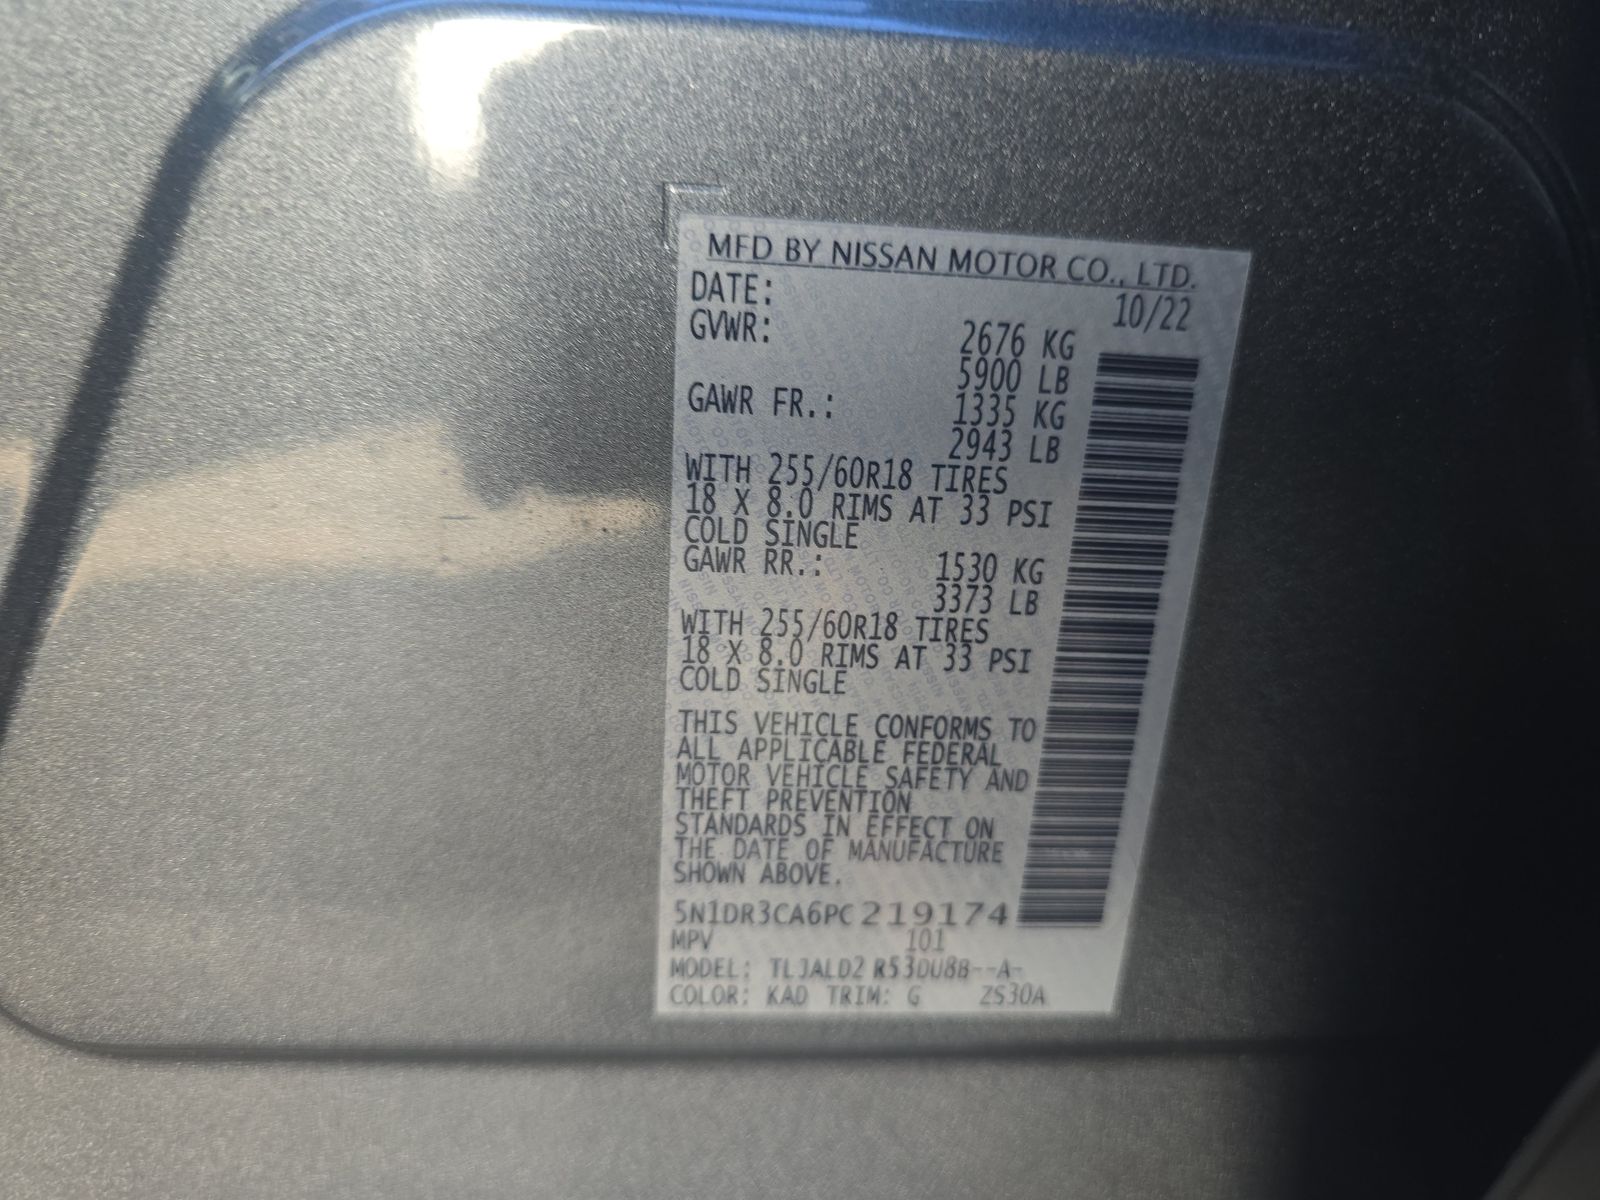 MFD BY NISSAN MOTOR CO., LTD.
DATE: 10/22
GVWR: 2676 KG
5900 LB
GAWR FR.: 1335 KG
2943 LB
WITH 255/60R18 TIRES
18 X 8.0 RIMS AT 33 PSI
COLD SINGLE
GAWR RR.: 1530 KG
3373 LB
WITH 255/60R18 TIRES
18 X 8.0 RIMS AT 33 PSI
COLD SINGLE
THIS VEHICLE CONFORMS TO
ALL APPLICABLE FEDERAL
MOTOR VEHICLE SAFETY AND
THEFT PREVENTION
STANDARDS IN EFFECT ON
THE DATE OF MANUFACTURE
SHOWN ABOVE.
5N1DR3CA6PC219174
MPV 101
MODEL: TLJALD2 R53DU8B--A-
COLOR: KAD TRIM: G ZS30A